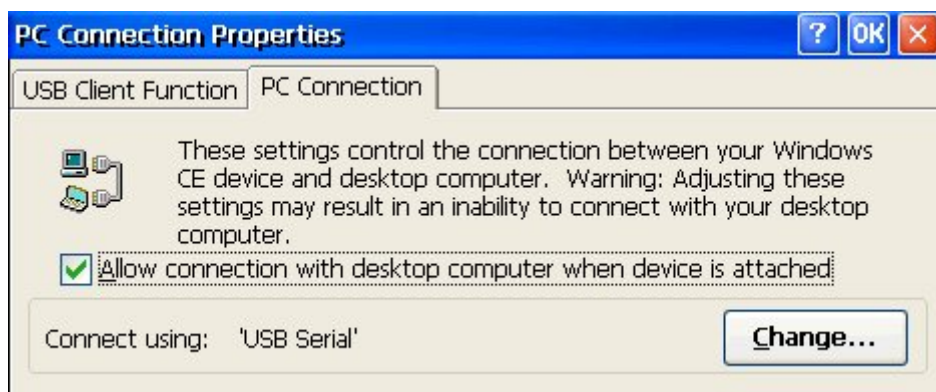 PC Connection Properties
? OK
USB Client Function PC Connection
These settings control the connection between your Windows
CE device and desktop computer. Warning: Adjusting these
settings may result in an inability to connect with your desktop
computer.
Allow connection with desktop computer when device is attached
Connect using: 'USB Serial' Change...